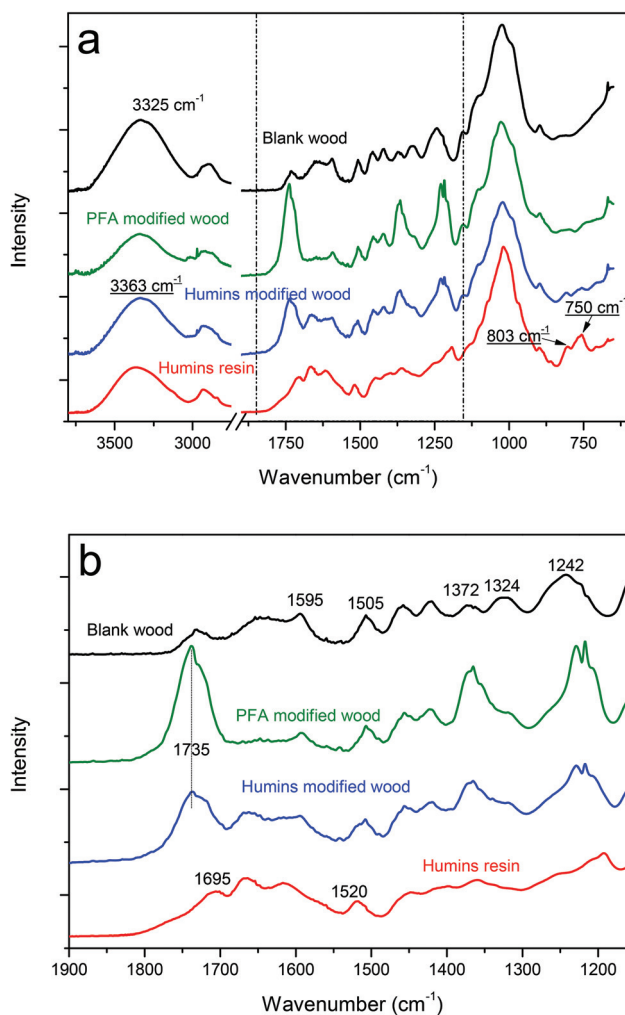 a
3325 cm-1
Blank wood
PFA modified wood
3363 cm-1
Humins modified wood
750 cm-1
803 cm-1
Humins resin
Intensity
3500 3000 1750 1500 1250 1000 750
Wavenumber (cm-1)
b
1242
1595
1505
1372 1324
Blank wood
PFA modified wood
1735
Humins modified wood
Humins resin
1695
1520
Intensity
1900 1800 1700 1600 1500 1400 1300 1200
Wavenumber (cm-1)